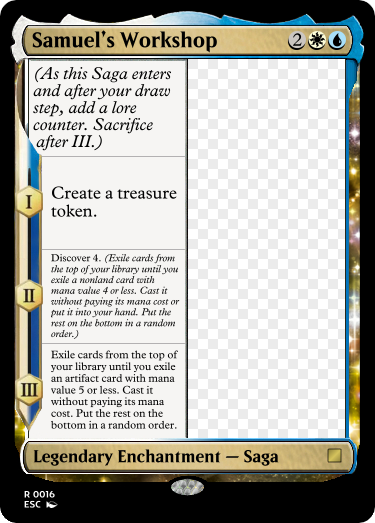 Samuel's Workshop 2
(As this Saga enters
and after your draw
step, add a lore
counter. Sacrifice
after III.)
I
Create a treasure
token.
II
Discover 4. (Exile cards from
the top of your library until you
exile a nonland card with
mana value 4 or less. Cast it
without paying its mana cost or
put it into your hand. Put the
rest on the bottom in a random
order.)
III
Exile cards from the top of
your library until you exile
an artifact card with mana
value 5 or less. Cast it
without paying its mana
cost. Put the rest on the
bottom in a random order.
Legendary Enchantment — Saga
R 0016
ESC